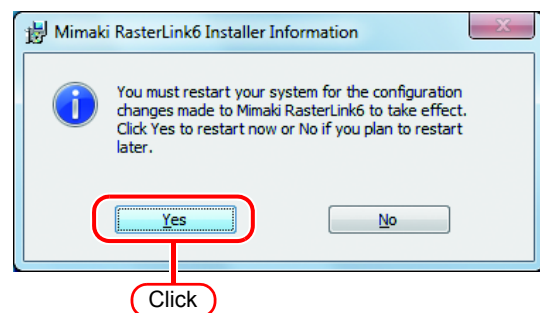 Mimaki RasterLink6 Installer Information
You must restart your system for the configuration
changes made to Mimaki RasterLink6 to take effect.
Click Yes to restart now or No if you plan to restart
later.
Yes
No
Click